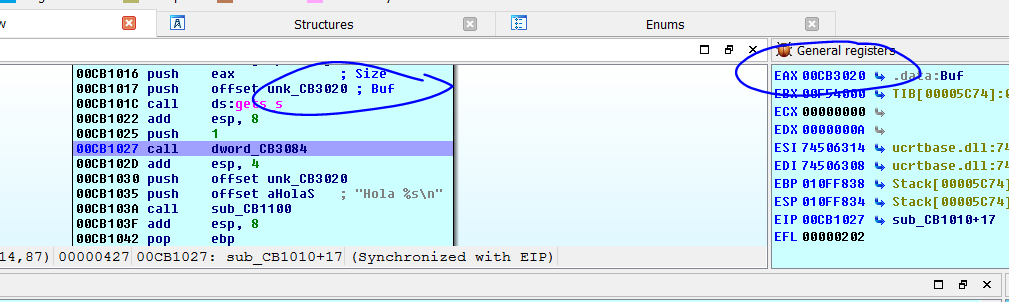 w
Structures
Enums
00CB1016 push eax ; Size
00CB1017 push offset unk_CB3020 ; Buf
00CB101C call ds:gets_s
00CB1022 add esp, 8
00CB1025 push 1
00CB1027 call dword_CB3084
00CB102D add esp, 4
00CB1030 push offset unk_CB3020
00CB1035 push offset aHolaS ; "Hola %s\n"
00CB103A call sub_CB1100
00CB103F add esp, 8
00CB1042 pop ebp
14,87) 00000427 00CB1027: sub_CB1010+17 (Synchronized with EIP)
General registers
EAX 00CB3020 .data:Buf
EBX 00F54000 TIB[00005C74]:0
ECX 00000000
EDX 0000000A
ESI 74506314 ucrtbase.dll:74
EDI 74506308 ucrtbase.dll:74
EBP 010FF838 Stack[00005C74]
ESP 010FF834 Stack[00005C74]
EIP 00CB1027 sub_CB1010+17
EFL 00000202